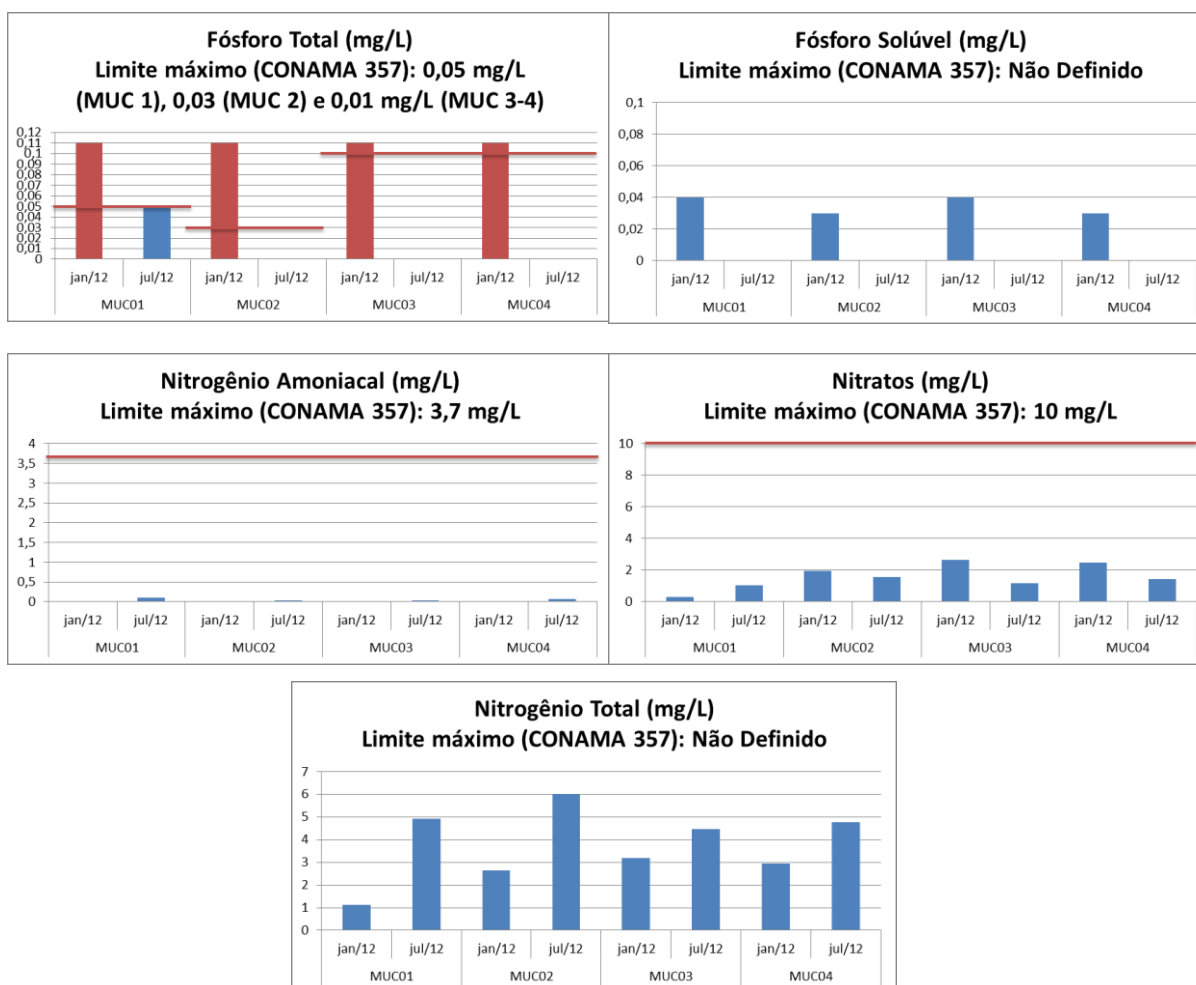 Fósforo Total (mg/L)
Limite máximo (CONAMA 357): 0,05 mg/L
(MUC 1), 0,03 (MUC 2) e 0,01 mg/L (MUC 3-4)
0,12
0,11
0,1
0,09
0,08
0,07
0,06
0,05
0,04
0,03
0,02
0,01
0
jan/12 jul/12 jan/12 jul/12 jan/12 jul/12 jan/12 jul/12
MUC01 MUC02 MUC03 MUC04
Fósforo Solúvel (mg/L)
Limite máximo (CONAMA 357): Não Definido
0,1
0,08
0,06
0,04
0,02
0
jan/12 jul/12 jan/12 jul/12 jan/12 jul/12 jan/12 jul/12
MUC01 MUC02 MUC03 MUC04
Nitrogênio Amoniacal (mg/L)
Limite máximo (CONAMA 357): 3,7 mg/L
4
3,5
3
2,5
2
1,5
1
0,5
0
jan/12 jul/12 jan/12 jul/12 jan/12 jul/12 jan/12 jul/12
MUC01 MUC02 MUC03 MUC04
Nitratos (mg/L)
Limite máximo (CONAMA 357): 10 mg/L
10
8
6
4
2
0
jan/12 jul/12 jan/12 jul/12 jan/12 jul/12 jan/12 jul/12
MUC01 MUC02 MUC03 MUC04
Nitrogênio Total (mg/L)
Limite máximo (CONAMA 357): Não Definido
7
6
5
4
3
2
1
0
jan/12 jul/12 jan/12 jul/12 jan/12 jul/12 jan/12 jul/12
MUC01 MUC02 MUC03 MUC04